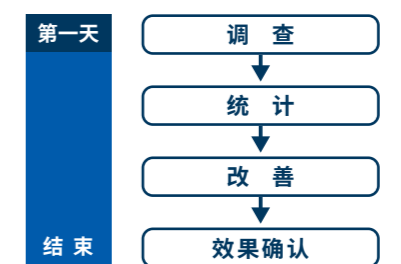 第一天
调 查
统 计
改 善
结 束
效果确认